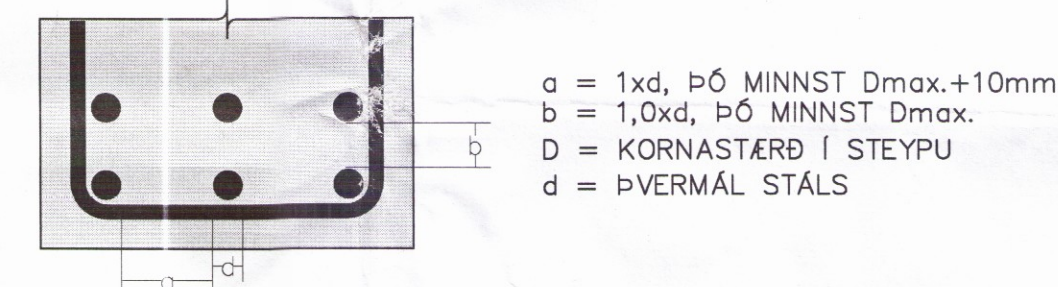 a = 1xd, ÞÓ MINNST Dmax.+10mm
b = 1,0xd, ÞÓ MINNST Dmax.
D = KORNASTÆRÐ Í STEYPU
d = ÞVERMÁL STÁLS
b
d
a